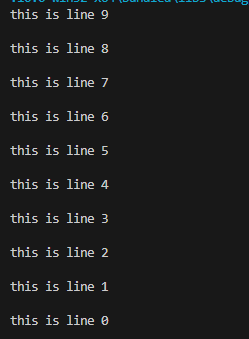 this is line 9
this is line 8
this is line 7
this is line 6
this is line 5
this is line 4
this is line 3
this is line 2
this is line 1
this is line 0